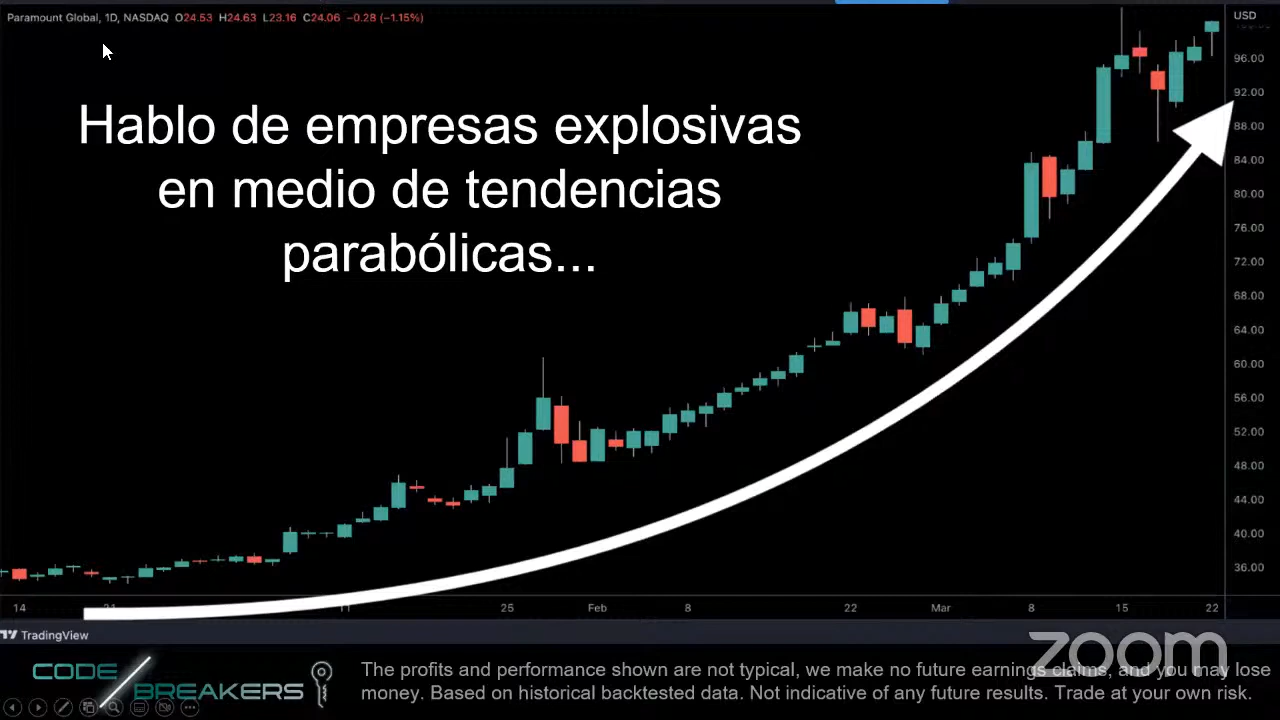 Paramount Global, 1D, NASDAQ O24.53 H24.63 L23.16 C24.06 −0.28 (−1.15%)
USD
Hablo de empresas explosivas
en medio de tendencias
parabólicas...
96.00
92.00
88.00
84.00
80.00
76.00
72.00
68.00
64.00
60.00
56.00
52.00
48.00
44.00
40.00
36.00
14
25
Feb
8
22
Mar
8
15
22
TradingView
zoom
CODE
BREAKERS
The profits and performance shown are not typical, we make no future earnings claims, and you may lose
money. Based on historical backtested data. Not indicative of any future results. Trade at your own risk.